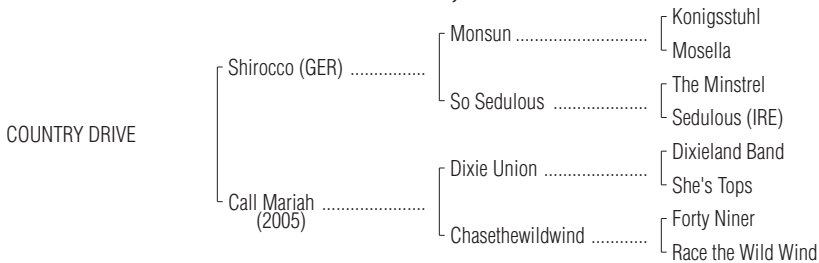 Konigsstuhl
Monsun ............................
Mosella
Shirocco (GER) ................
The Minstrel
So Sedulous ....................
Sedulous (IRE)
COUNTRY DRIVE
Dixieland Band
Dixie Union ......................
She's Tops
Call Mariah ......................
(2005)
Forty Niner
Chasethewildwind ............
Race the Wild Wind